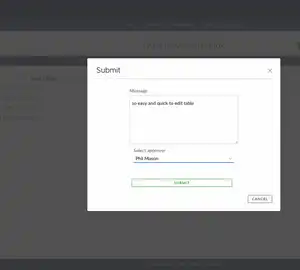 Submit
Message
so easy and quick to edit table
Select approver
Phil Mason
SUBMIT
CANCEL